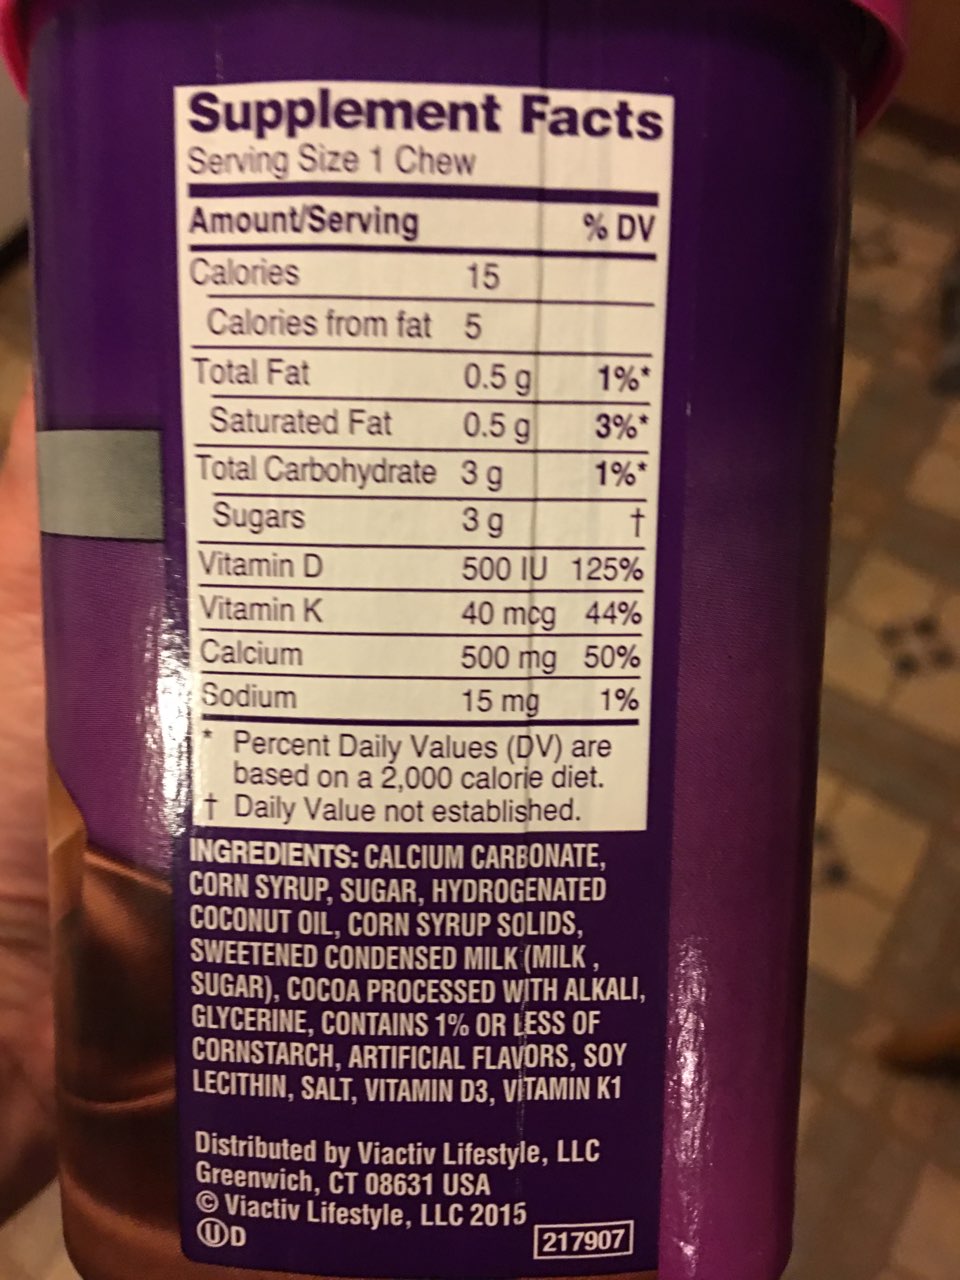 Supplement Facts
Serving Size 1 Chew
Amount/Serving % DV
Calories 15
Calories from fat 5
Total Fat 0.5 g 1%*
Saturated Fat 0.5 g 3%*
Total Carbohydrate 3 g 1%*
Sugars 3 g †
Vitamin D 500 IU 125%
Vitamin K 40 mcg 44%
Calcium 500 mg 50%
Sodium 15 mg 1%
* Percent Daily Values (DV) are
based on a 2,000 calorie diet.
† Daily Value not established.
INGREDIENTS: CALCIUM CARBONATE,
CORN SYRUP, SUGAR, HYDROGENATED
COCONUT OIL, CORN SYRUP SOLIDS,
SWEETENED CONDENSED MILK (MILK ,
SUGAR), COCOA PROCESSED WITH ALKALI,
GLYCERINE, CONTAINS 1% OR LESS OF
CORNSTARCH, ARTIFICIAL FLAVORS, SOY
LECITHIN, SALT, VITAMIN D3, VITAMIN K1
Distributed by Viactiv Lifestyle, LLC
Greenwich, CT 08631 USA
© Viactiv Lifestyle, LLC 2015
Ⓤ D
217907